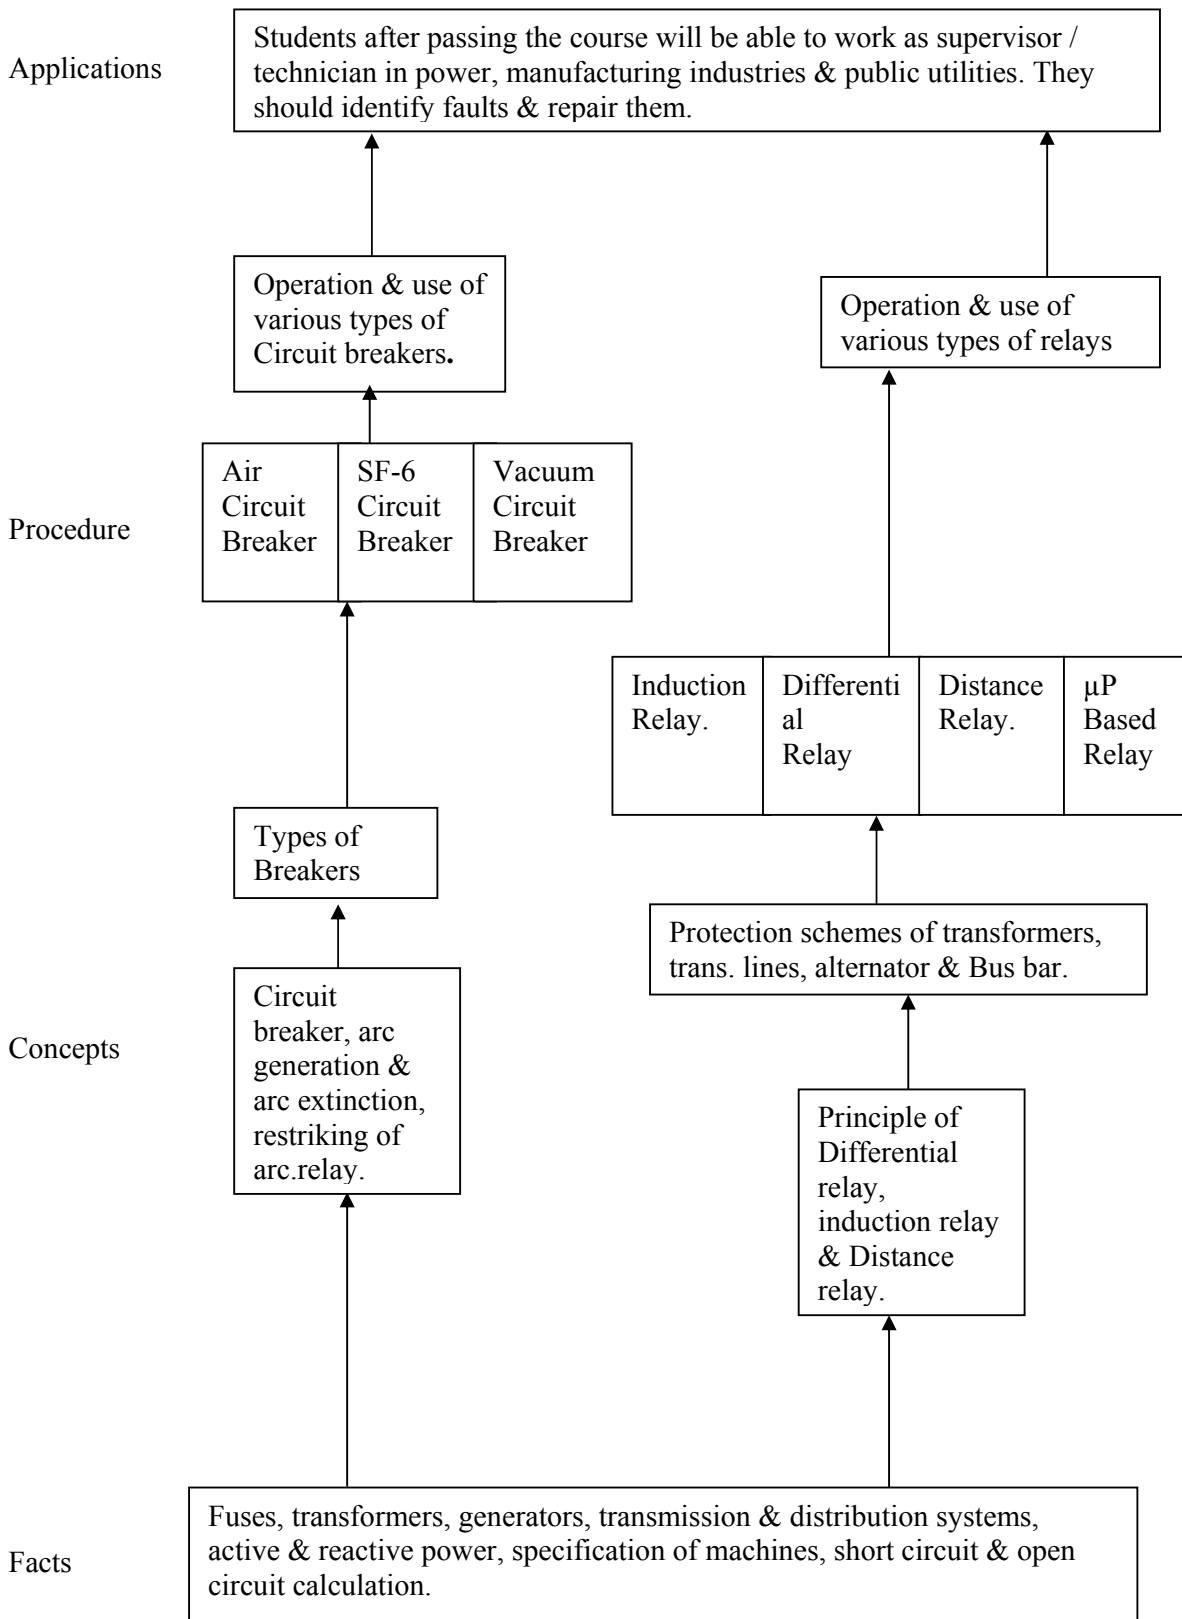 Applications
Students after passing the course will be able to work as supervisor /
technician in power, manufacturing industries & public utilities. They
should identify faults & repair them.
Operation & use of
various types of
Circuit breakers.
Operation & use of
various types of relays
Procedure
Air
Circuit
Breaker
SF-6
Circuit
Breaker
Vacuum
Circuit
Breaker
Induction
Relay.
Differenti
al
Relay
Distance
Relay.
µP
Based
Relay
Types of
Breakers
Protection schemes of transformers,
trans. lines, alternator & Bus bar.
Concepts
Circuit
breaker, arc
generation &
arc extinction,
restriking of
arc.relay.
Principle of
Differential
relay,
induction relay
& Distance
relay.
Facts
Fuses, transformers, generators, transmission & distribution systems,
active & reactive power, specification of machines, short circuit & open
circuit calculation.